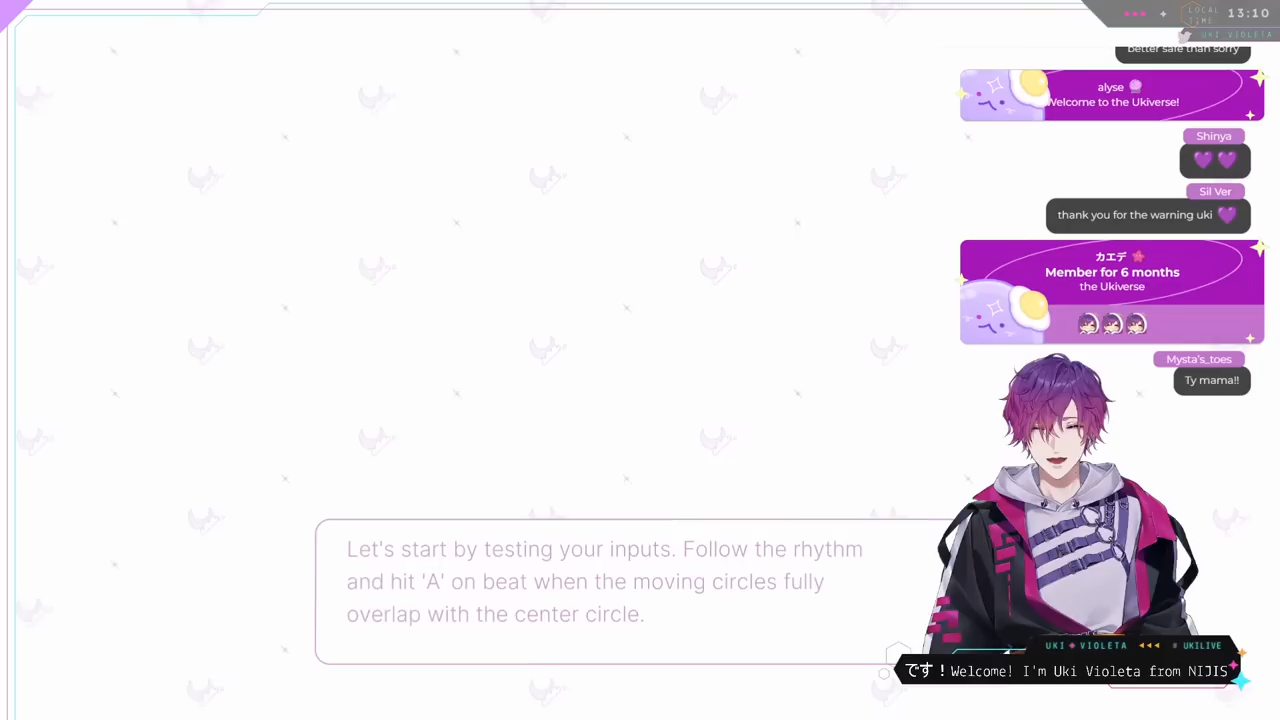 LOCAL
TIME
13:10
UKI_VIOLETA
better safe than sorry
alyse
Welcome to the Ukiverse!
Shinya
Sil Ver
thank you for the warning uki
カエデ
Member for 6 months
the Ukiverse
Mysta's_toes
Ty mama!!
Let's start by testing your inputs. Follow the rhythm
and hit 'A' on beat when the moving circles fully
overlap with the center circle.
UKI VIOLETA UKILIVE
です！Welcome! I'm Uki Violeta from NIJIS